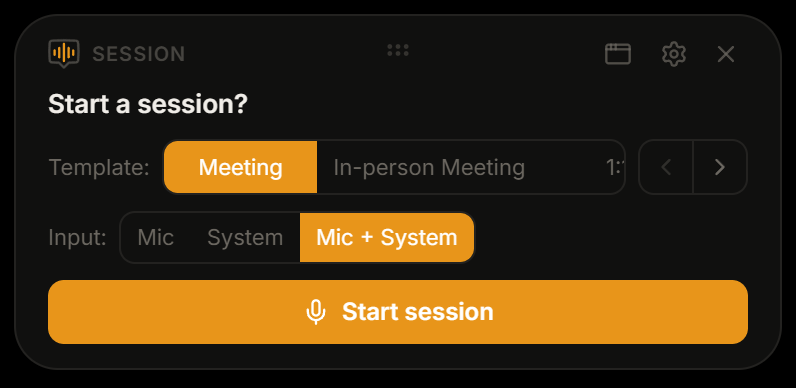 SESSION
Start a session?
Template: Meeting In-person Meeting
Input: Mic System Mic + System
Start session